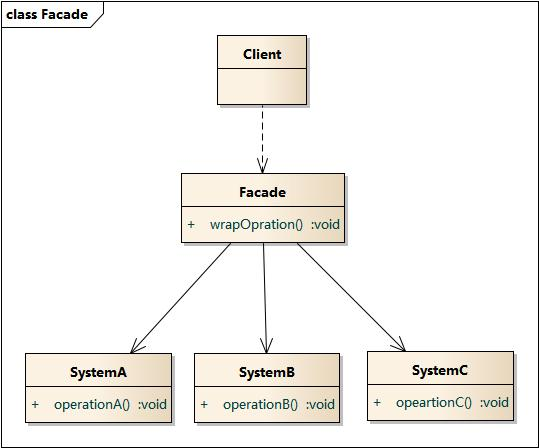 class Facade
Client
Facade
+ wrapOpration() :void
SystemA
+ operationA() :void
SystemB
+ operationB() :void
SystemC
+ opeartionC() :void